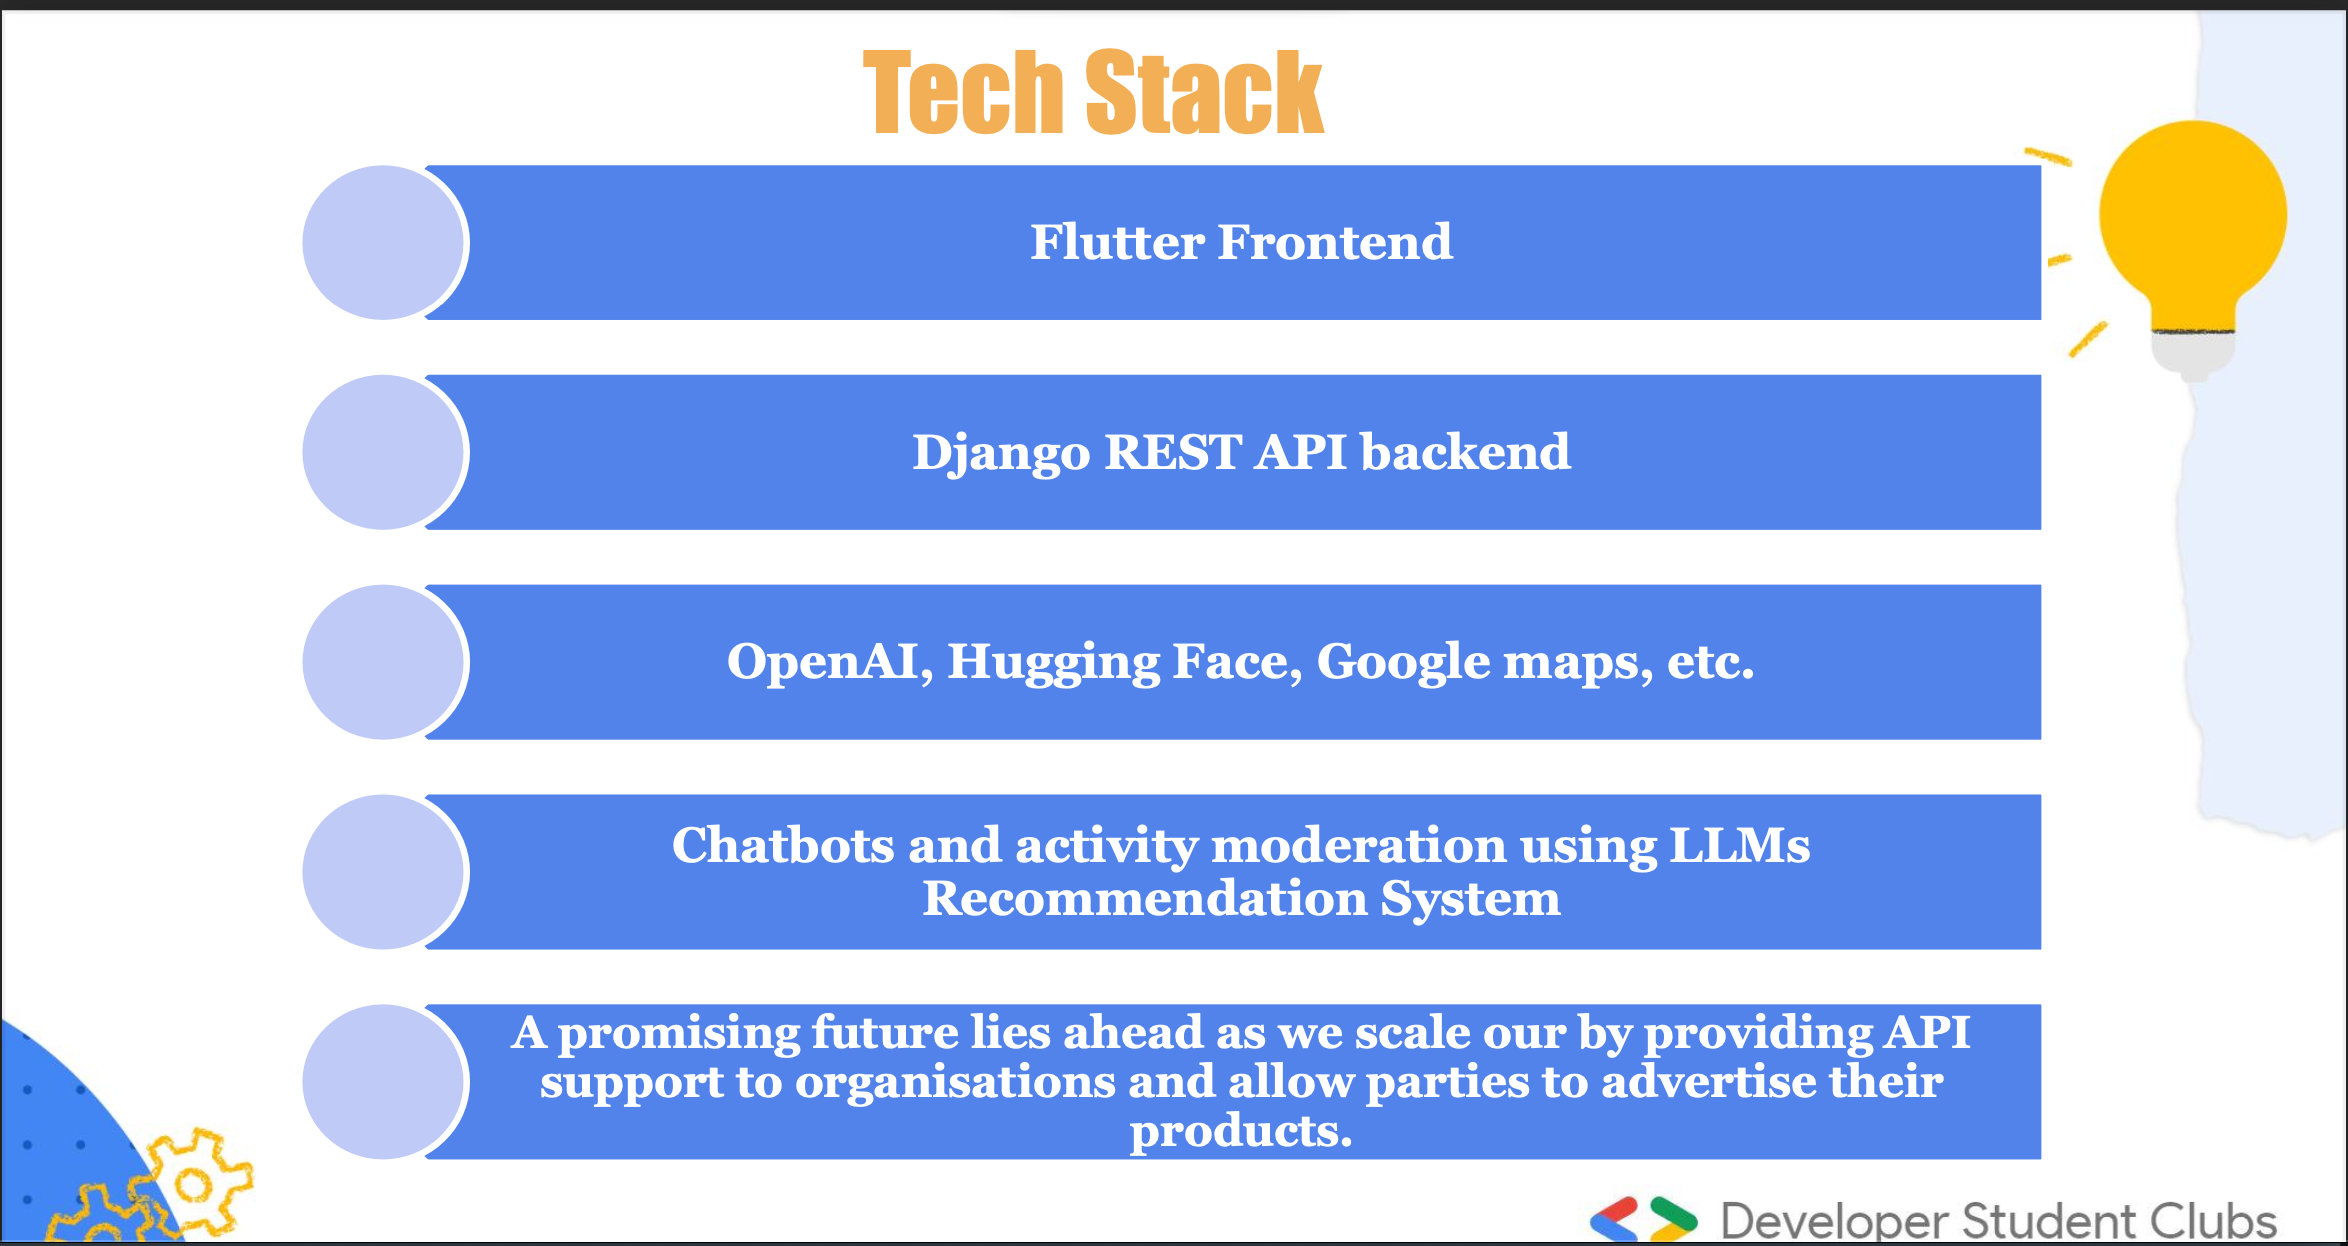 Tech Stack
Flutter Frontend
Django REST API backend
OpenAI, Hugging Face, Google maps, etc.
Chatbots and activity moderation using LLMs
Recommendation System
A promising future lies ahead as we scale our by providing API
support to organisations and allow parties to advertise their
products.
Developer Student Clubs